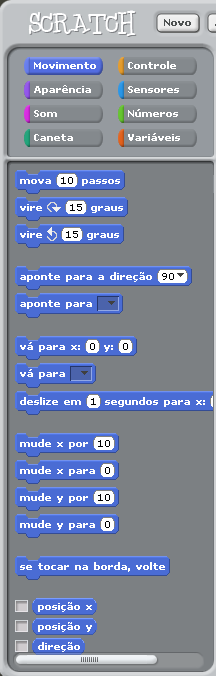 SCRATCH Novo
Movimento Controle
Aparência Sensores
Som Números
Caneta Variáveis
mova 10 passos
vire 15 graus
vire 15 graus
aponte para a direção 90
aponte para
vá para x: 0 y: 0
vá para
deslize em 1 segundos para x:
mude x por 10
mude x para 0
mude y por 10
mude y para 0
se tocar na borda, volte
posição x
posição y
direção